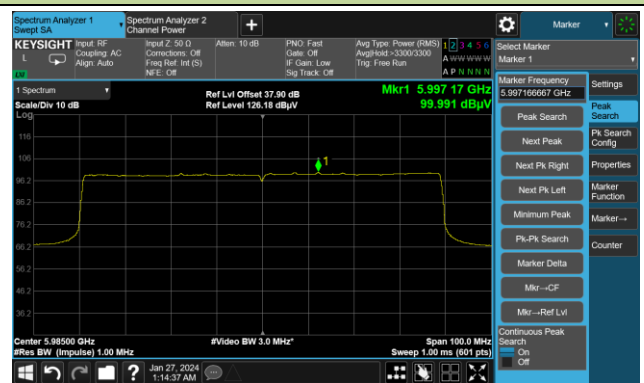 Spectrum Analyzer 1
Swept SA
Spectrum Analyzer 2
Channel Power
Marker
KEYSIGHT
L
Input: RF
Coupling: AC
Align: Auto
Input Z: 50 Ω
Corrections: Off
Freq Ref: Int (S)
NFE: Off
Atten: 10 dB
PNO: Fast
Gate: Off
IF Gain: Low
Sig Track: Off
Avg Type: Power (RMS)
Avg|Hold:>3300/3300
Trig: Free Run
1 2 3 4 5 6
A W W W W W
A P N N N N
Select Marker
Marker 1
1 Spectrum
Scale/Div 10 dB
Log
Ref Lvl Offset 37.90 dB
Ref Level 126.18 dBµV
Mkr1 5.997 17 GHz
99.991 dBµV
1
116
106
96.2
86.2
76.2
66.2
56.2
46.2
36.2
Center 5.98500 GHz
#Res BW (Impulse) 1.00 MHz
#Video BW 3.0 MHz*
Span 100.0 MHz
Sweep 1.00 ms (601 pts)
Marker Frequency
5.997166667 GHz
Peak Search
Next Peak
Next Pk Right
Next Pk Left
Minimum Peak
Pk-Pk Search
Marker Delta
Mkr→CF
Mkr→Ref Lvl
Continuous Peak
Search
On
Off
Settings
Peak
Search
Pk Search
Config
Properties
Marker
Function
Marker→
Counter
Jan 27, 2024
1:14:37 AM